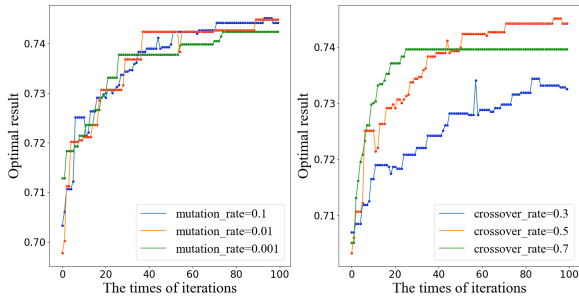 0.74
0.73
0.72
0.71
0.70
Optimal result
0 20 40 60 80 100
The times of iterations
mutation_rate=0.1
mutation_rate=0.01
mutation_rate=0.001
0.74
0.73
0.72
0.71
Optimal result
0 20 40 60 80 100
The times of iterations
crossover_rate=0.3
crossover_rate=0.5
crossover_rate=0.7